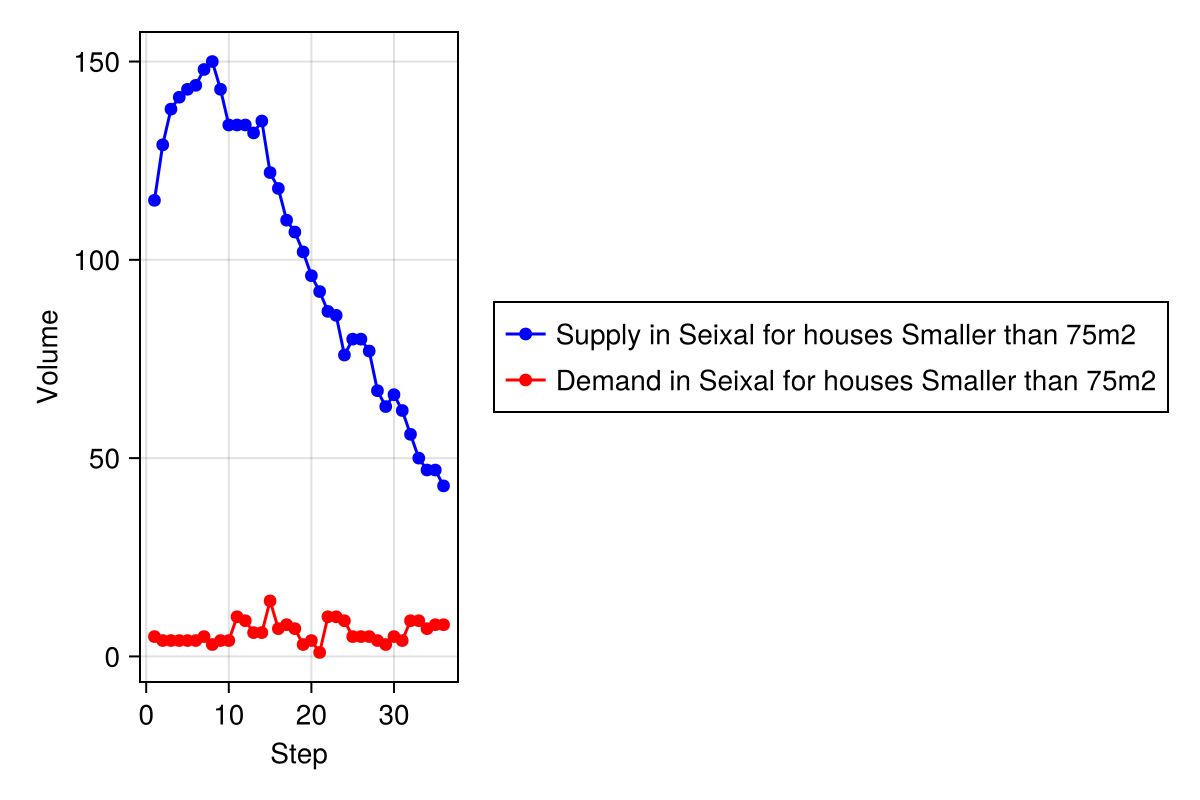 150
100
50
0
Volume
0 10 20 30
Step
Supply in Seixal for houses Smaller than 75m2
Demand in Seixal for houses Smaller than 75m2